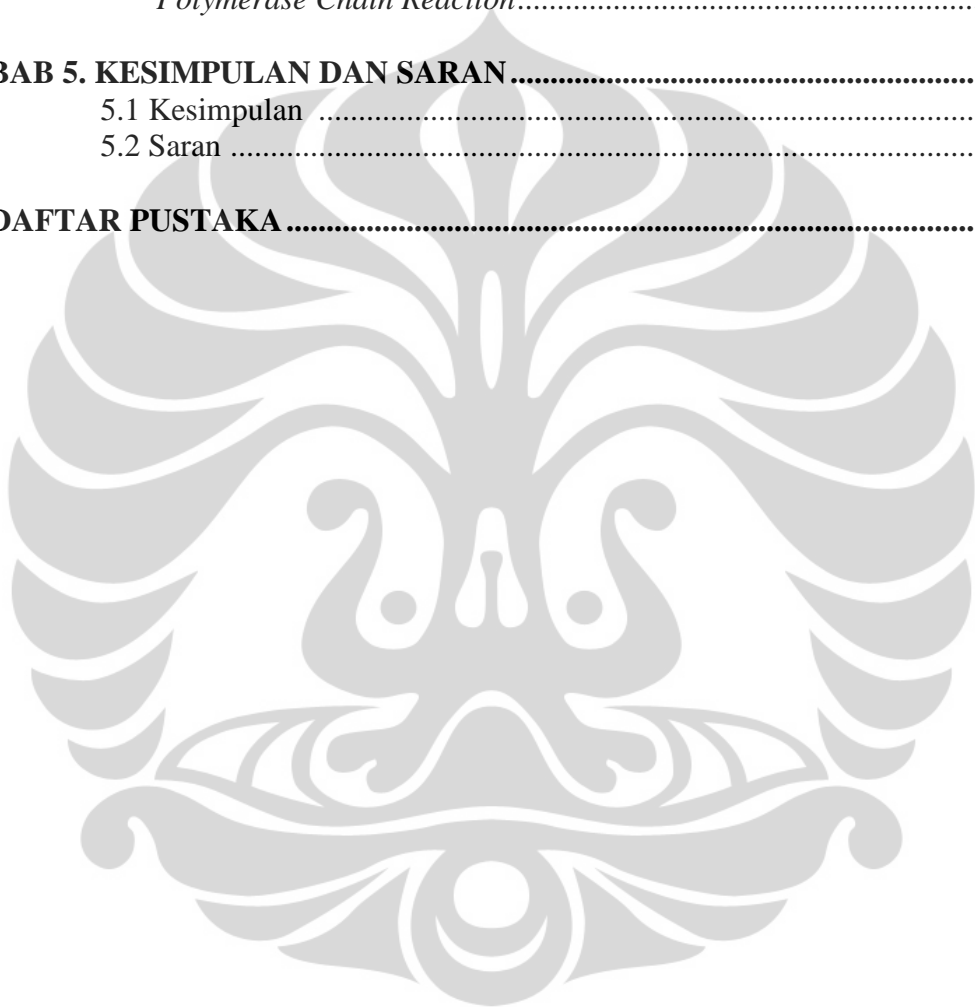 Polymerase Chain Reaction..........................................................
BAB 5. KESIMPULAN DAN SARAN..........................................................
5.1 Kesimpulan ..................................................................................
5.2 Saran .............................................................................................
DAFTAR PUSTAKA......................................................................................